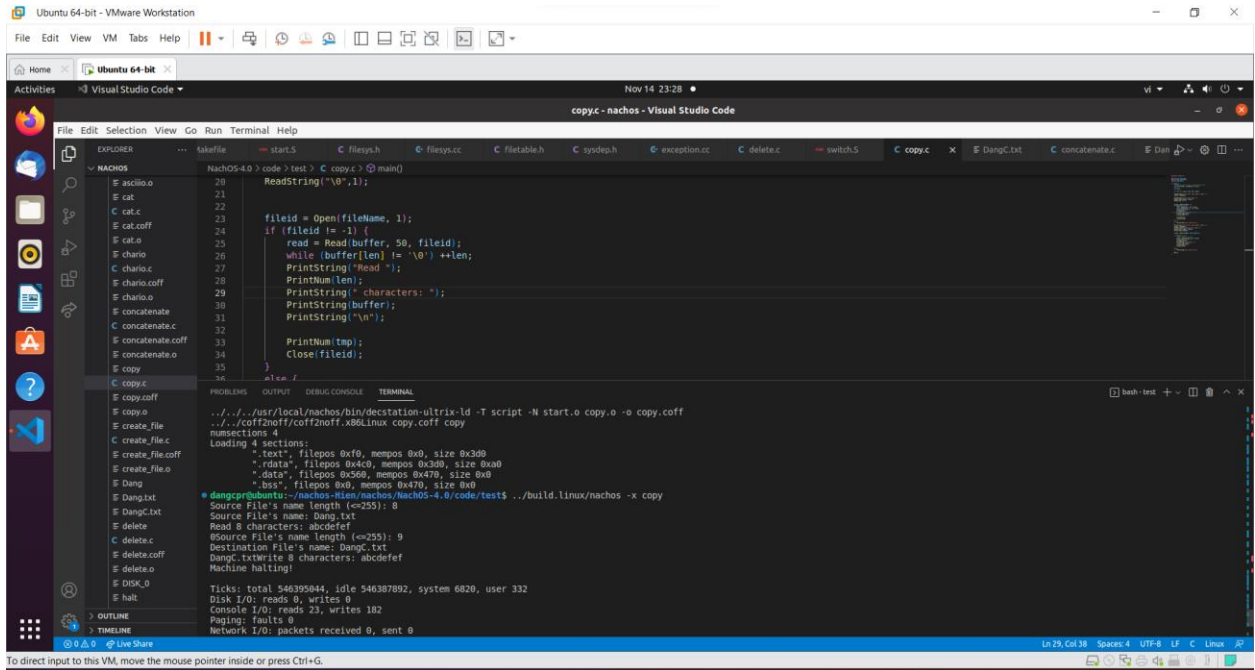 Ubuntu 64-bit - VMware Workstation
File Edit View VM Tabs Help
Home Ubuntu 64-bit
Activities Visual Studio Code Nov 14 23:28 vi
copy.c - nachos - Visual Studio Code
File Edit Selection View Go Run Terminal Help
EXPLORER
NACHOS
asciiio.o
cat
cat.c
cat.coff
cat.o
chario
chario.c
chario.coff
chario.o
concatenate
concatenate.c
concatenate.coff
concatenate.o
copy
copy.c
copy.coff
copy.o
create_file
create_file.c
create_file.coff
create_file.o
Dang
Dang.txt
DangC.txt
delete
delete.c
delete.coff
delete.o
DISK_0
halt
OUTLINE
TIMELINE
akefile start.S filesys.h filesys.cc filetable.h sysdep.h exception.cc delete.c switch.S copy.c DangC.txt concatenate.c Dan
NachOS-4.0 > code > test > C copy.c > main()
20 ReadString("\0",1);
21
22
23 fileid = Open(fileName, 1);
24 if (fileid != -1) {
25 read = Read(buffer, 50, fileid);
26 while (buffer[len] != '\0') ++len;
27 PrintString("Read ");
28 PrintNum(len);
29 PrintString(" characters: ");
30 PrintString(buffer);
31 PrintString("\n");
32
33 PrintNum(tmp);
34 Close(fileid);
35 }
36 else {
PROBLEMS OUTPUT DEBUG CONSOLE TERMINAL bash - test
../../../usr/local/nachos/bin/decstation-ultrix-ld -T script -N start.o copy.o -o copy.coff
../../coff2noff/coff2noff.x86Linux copy.coff copy
numsections 4
Loading 4 sections:
".text", filepos 0xf0, mempos 0x0, size 0x3d0
".rdata", filepos 0x4c0, mempos 0x3d0, size 0xa0
".data", filepos 0x560, mempos 0x470, size 0x0
".bss", filepos 0x0, mempos 0x470, size 0x0
dangcpr@ubuntu:~/nachos-Hien/nachos/NachOS-4.0/code/test$ ../build.linux/nachos -x copy
Source File's name length (<=255): 8
Source File's name: Dang.txt
Read 8 characters: abcdefef
0Source File's name length (<=255): 9
Destination File's name: DangC.txt
DangC.txtWrite 8 characters: abcdefef
Machine halting!
Ticks: total 546395044, idle 546387892, system 6820, user 332
Disk I/O: reads 0, writes 0
Console I/O: reads 23, writes 182
Paging: faults 0
Network I/O: packets received 0, sent 0
0 0 0 Live Share Ln 29, Col 38 Spaces: 4 UTF-8 LF C Linux
To direct input to this VM, move the mouse pointer inside or press Ctrl+G.